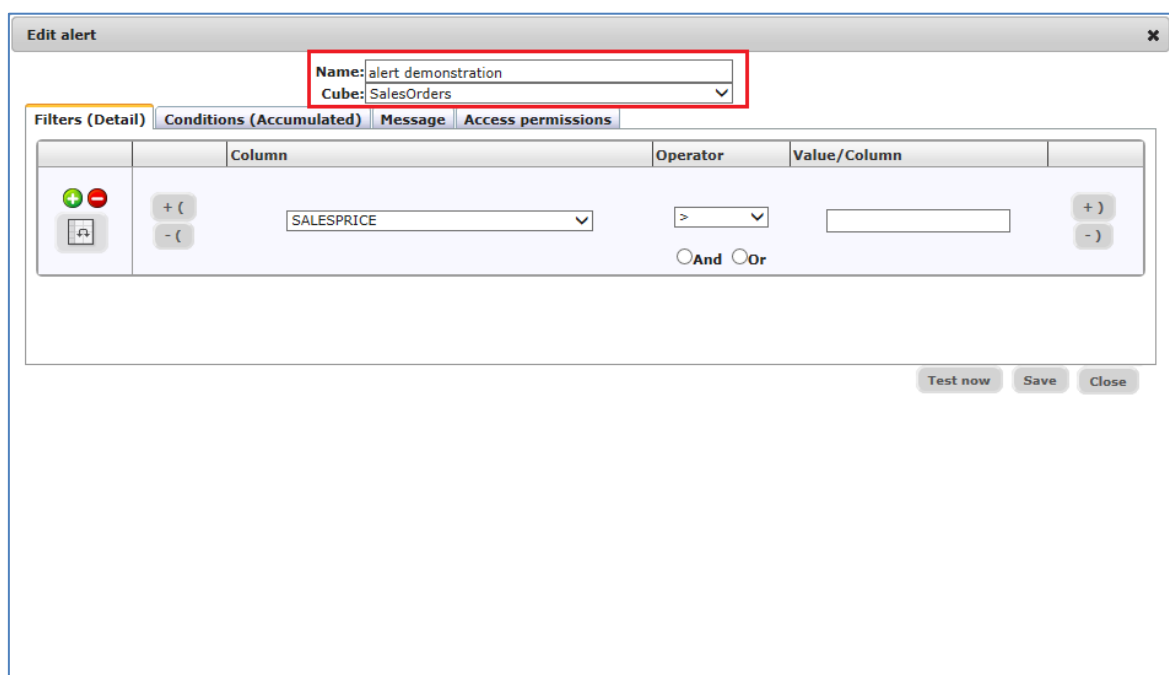 Edit alert
Name: alert demonstration
Cube: SalesOrders
Filters (Detail) Conditions (Accumulated) Message Access permissions
Column Operator Value/Column
+ ( SALESPRICE > + )
- ( - )
And Or
Test now Save Close